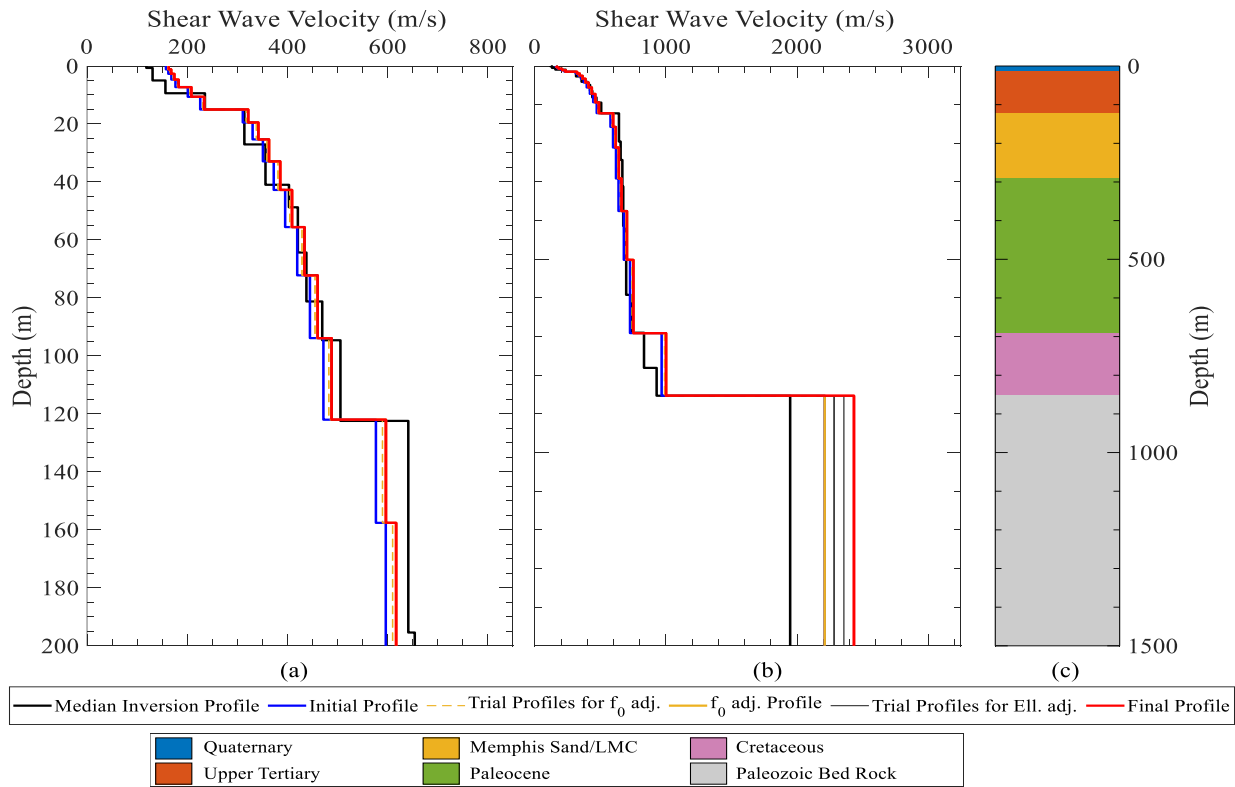 Shear Wave Velocity (m/s) Shear Wave Velocity (m/s)
0 200 400 600 800 0 1000 2000 3000
0 0
20
40
60
80
100
120
140
160
180
200
Depth (m)
500
1000
1500
Depth (m)
(a) (b) (c)
Median Inversion Profile Initial Profile Trial Profiles for f0 adj. f0 adj. Profile Trial Profiles for Ell. adj. Final Profile
Quaternary Memphis Sand/LMC Cretaceous
Upper Tertiary Paleocene Paleozoic Bed Rock